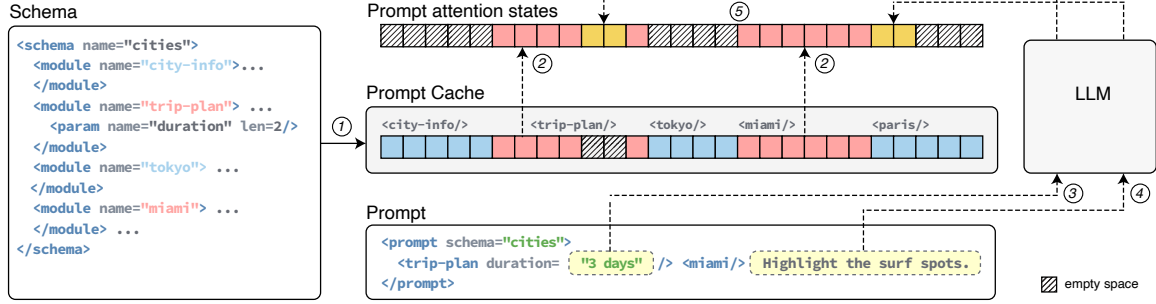 Schema
<schema name="cities">
<module name="city-info">...
</module>
<module name="trip-plan"> ...
<param name="duration" len=2/>
</module>
<module name="tokyo"> ...
</module>
<module name="miami"> ...
</module> ...
</schema>
1
Prompt attention states
5
2
2
Prompt Cache
<city-info/> <trip-plan/> <tokyo/> <miami/> <paris/>
LLM
3
4
Prompt
<prompt schema="cities">
<trip-plan duration= "3 days" /> <miami/> Highlight the surf spots.
</prompt>
empty space